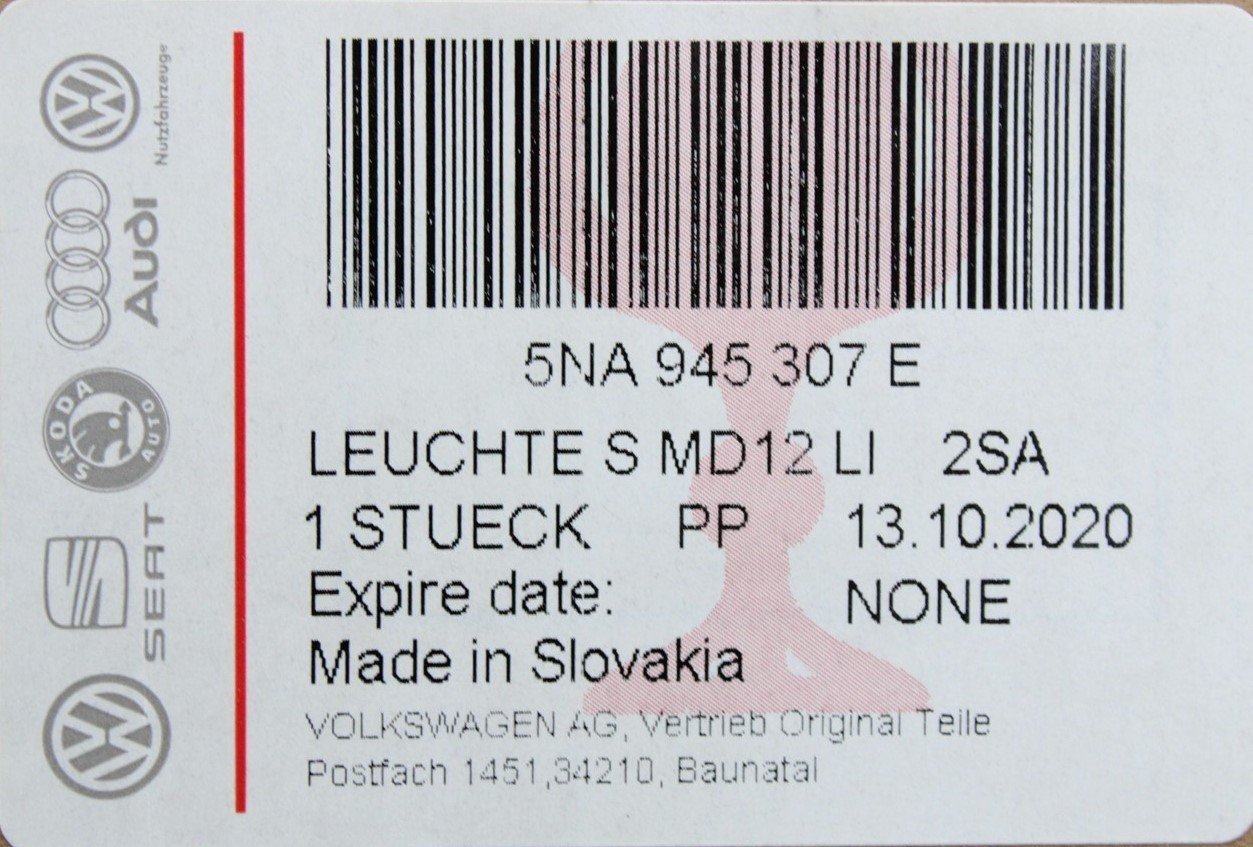 Nutzfahrzeuge
Audi
SKODA
AUTO
SEAT
5NA 945 307 E
LEUCHTE S MD12 LI 2SA
1 STUECK PP 13.10.2020
Expire date: NONE
Made in Slovakia
VOLKSWAGEN AG, Vertrieb Original Teile
Postfach 1451,34210, Baunatal